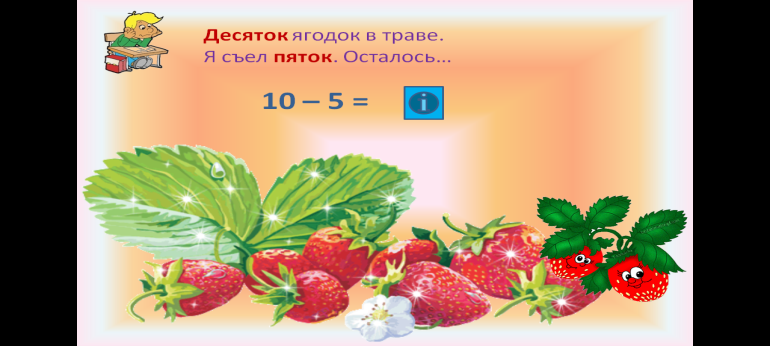 Десяток ягодок в траве.
Я съел пяток. Осталось...
10 – 5 = i